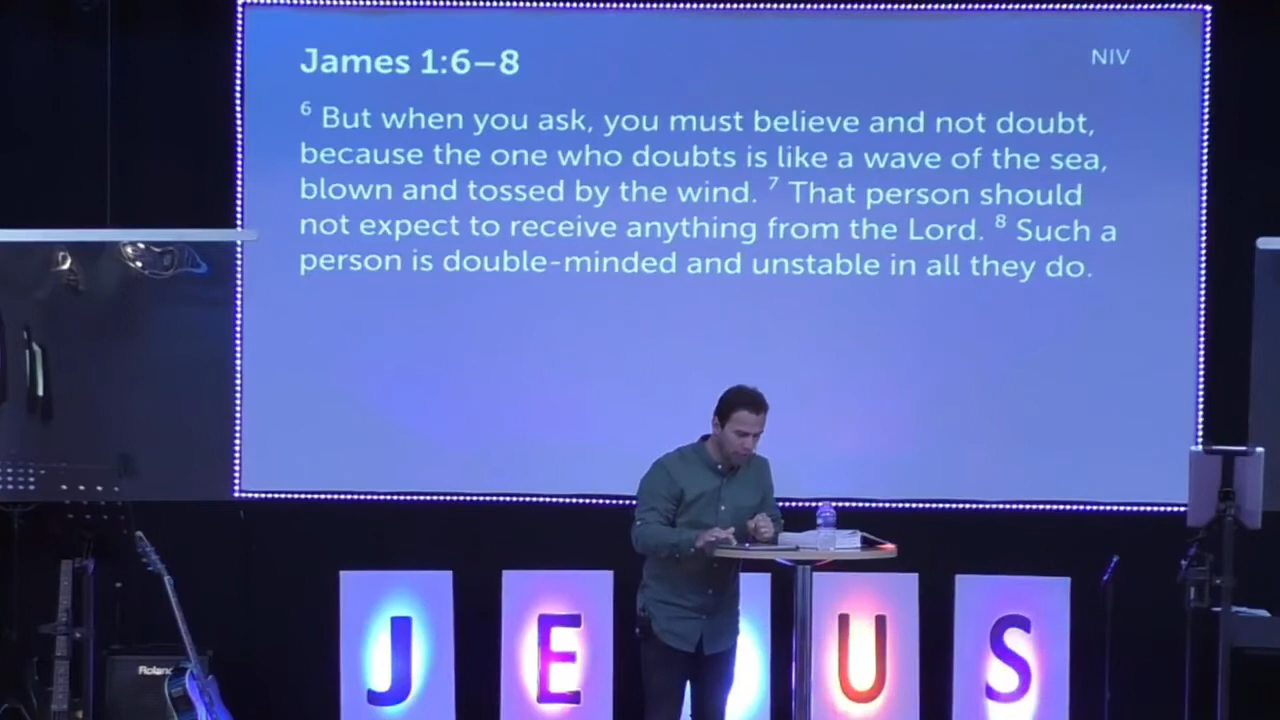 James 1:6–8
NIV
6 But when you ask, you must believe and not doubt,
because the one who doubts is like a wave of the sea,
blown and tossed by the wind. 7 That person should
not expect to receive anything from the Lord. 8 Such a
person is double-minded and unstable in all they do.
Roland
J E U S